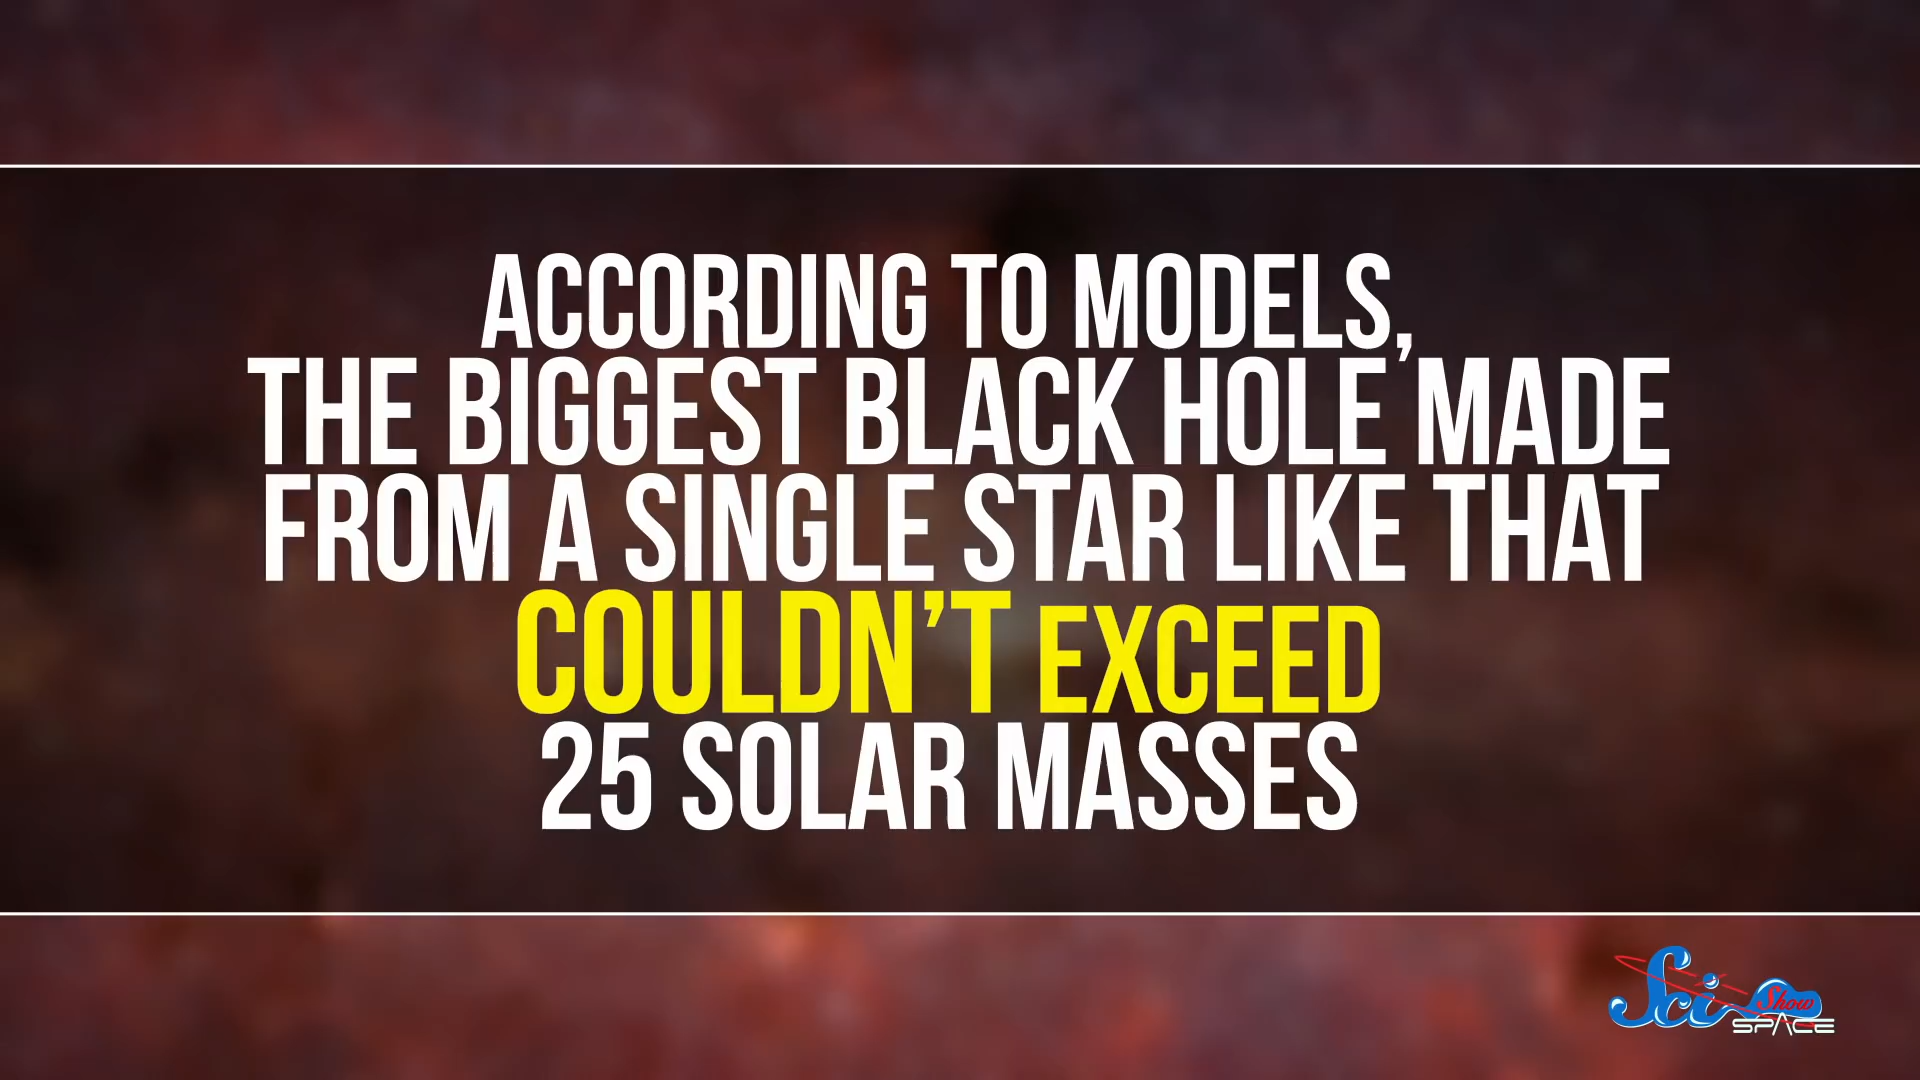 ACCORDING TO MODELS,
THE BIGGEST BLACK HOLE MADE
FROM A SINGLE STAR LIKE THAT
COULDN'T EXCEED
25 SOLAR MASSES
Sci Show
SPACE